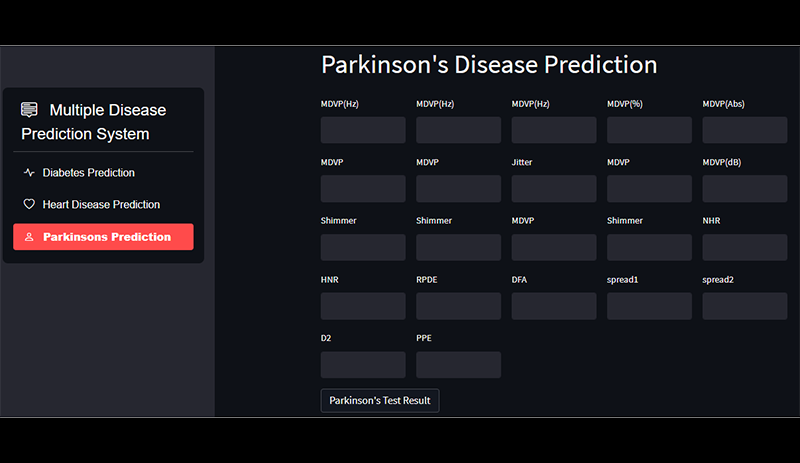 Multiple Disease
Prediction System
Diabetes Prediction
Heart Disease Prediction
Parkinsons Prediction
Parkinson's Disease Prediction
MDVP(Hz) MDVP(Hz) MDVP(Hz) MDVP(%) MDVP(Abs)
MDVP MDVP Jitter MDVP MDVP(dB)
Shimmer Shimmer MDVP Shimmer NHR
HNR RPDE DFA spread1 spread2
D2 PPE
Parkinson's Test Result